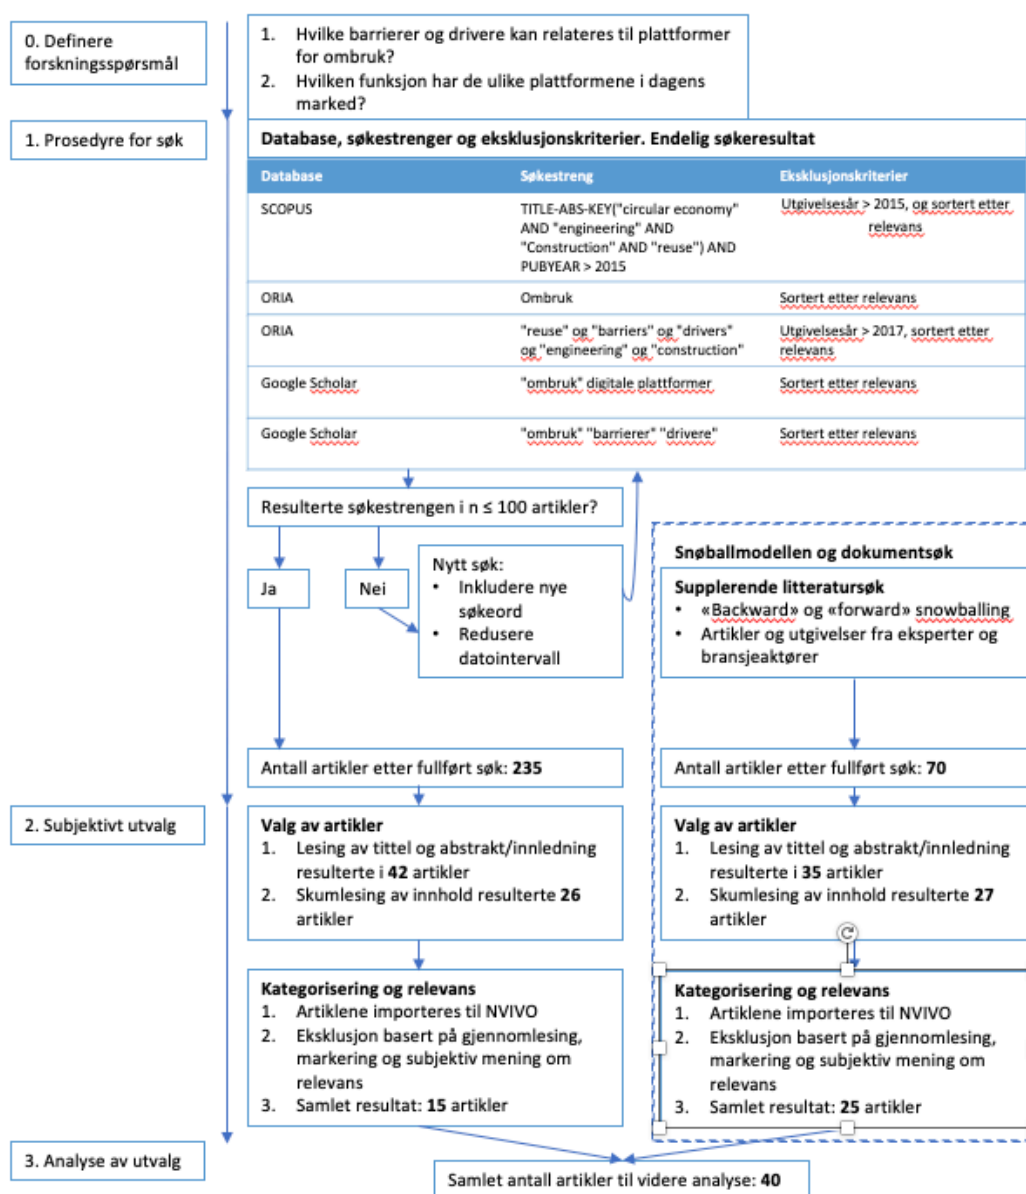 0. Definere
forskningsspørsmål
1. Hvilke barrierer og drivere kan relateres til plattformer
for ombruk?
2. Hvilken funksjon har de ulike plattformene i dagens
marked?
1. Prosedyre for søk
Database, søkestrenger og eksklusjonskriterier. Endelig søkeresultat
Database Søkestreng Eksklusjonskriterier
SCOPUS
TITLE-ABS-KEY("circular economy"
AND "engineering" AND
"Construction" AND "reuse") AND
PUBYEAR > 2015
Utgivelsesår > 2015, og sortert etter
relevans
ORIA
Ombruk
Sortert etter relevans
ORIA
"reuse" og "barriers" og "drivers"
og "engineering" og "construction"
Utgivelsesår > 2017, sortert etter
relevans
Google Scholar
"ombruk" digitale plattformer
Sortert etter relevans
Google Scholar
"ombruk" "barrierer" "drivere"
Sortert etter relevans
Resulterte søkestrengen i n ≤ 100 artikler?
Ja
Nei
Nytt søk:
• Inkludere nye
søkeord
• Redusere
datointervall
Snøballmodellen og dokumentsøk
Supplerende litteratursøk
• «Backward» og «forward» snowballing
• Artikler og utgivelser fra eksperter og
bransjeaktører
Antall artikler etter fullført søk: 235
Antall artikler etter fullført søk: 70
2. Subjektivt utvalg
Valg av artikler
1. Lesing av tittel og abstrakt/innledning
resulterte i 42 artikler
2. Skumlesing av innhold resulterte 26
artikler
Valg av artikler
1. Lesing av tittel og abstrakt/innledning
resulterte i 35 artikler
2. Skumlesing av innhold resulterte 27
artikler
Kategorisering og relevans
1. Artiklene importeres til NVIVO
2. Eksklusjon basert på gjennomlesing,
markering og subjektiv mening om
relevans
3. Samlet resultat: 15 artikler
Kategorisering og relevans
1. Artiklene importeres til NVIVO
2. Eksklusjon basert på gjennomlesing,
markering og subjektiv mening om
relevans
3. Samlet resultat: 25 artikler
3. Analyse av utvalg
Samlet antall artikler til videre analyse: 40